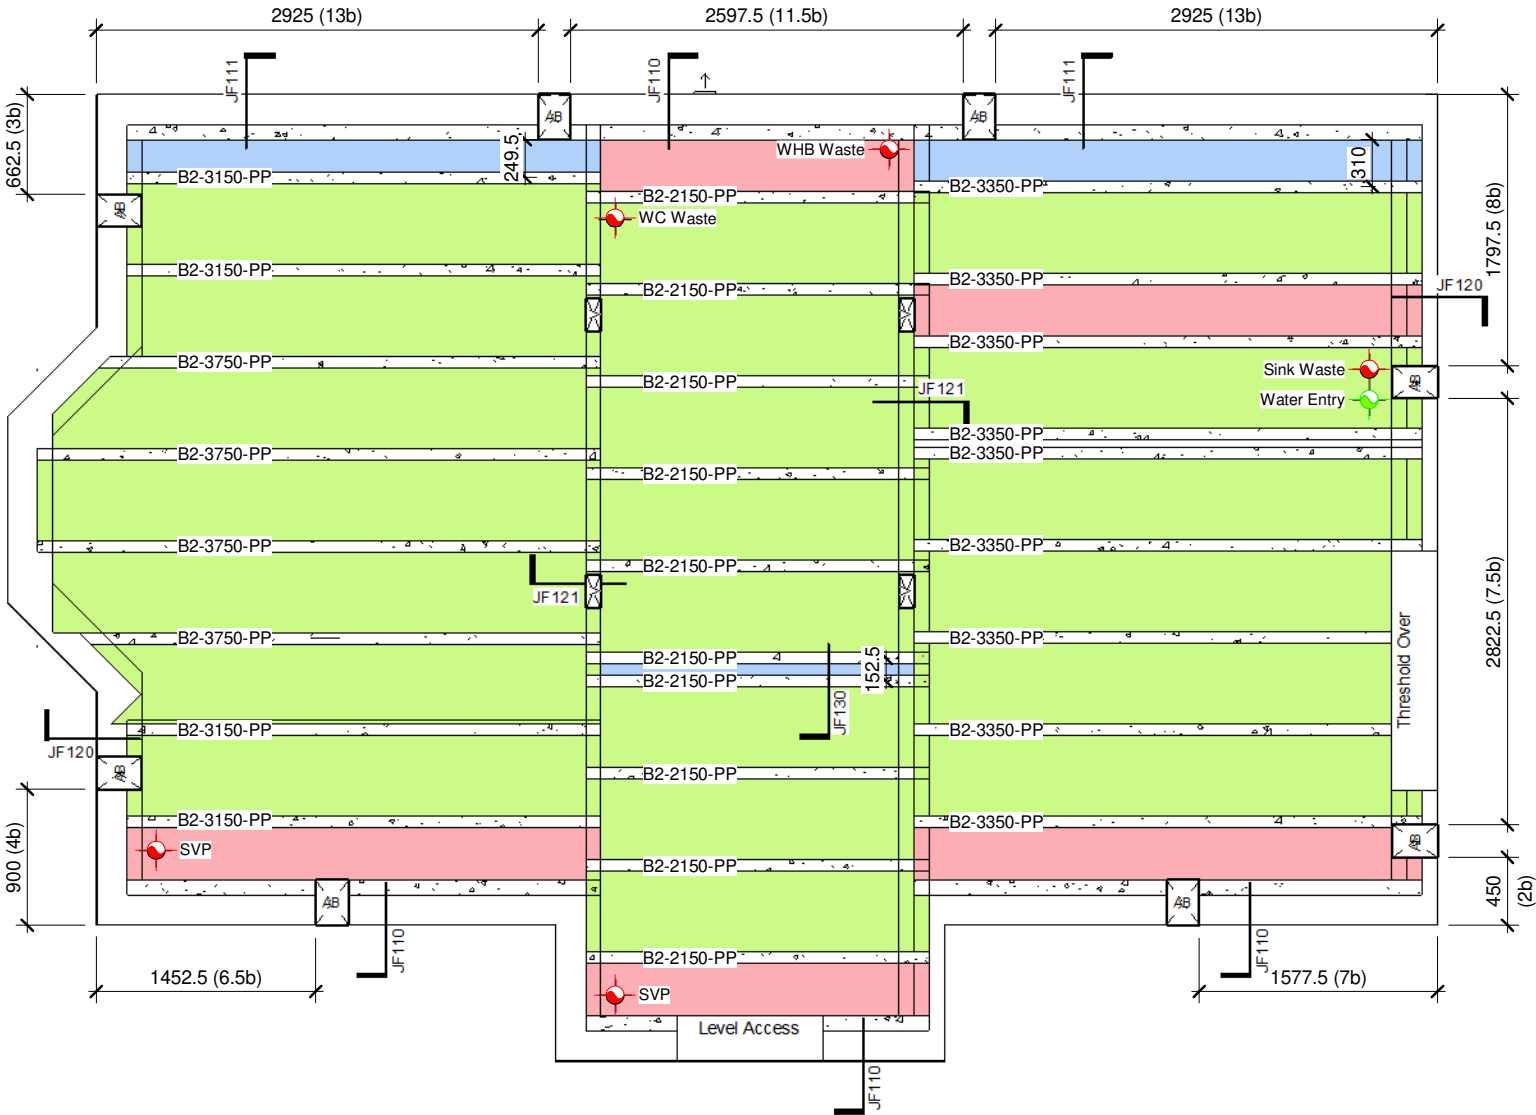 2925 (13b)
2597.5 (11.5b)
2925 (13b)
JF111
JF110
JF111
662.5 (3b)
AB
AB
249.5
WHB Waste
310
B2-3150-PP
B2-2150-PP
B2-3350-PP
AB
WC Waste
1797.5 (8b)
B2-3150-PP
B2-2150-PP
B2-3350-PP
JF120
B2-3350-PP
B2-3750-PP
B2-2150-PP
Sink Waste
AB
JF121
Water Entry
B2-3350-PP
B2-3750-PP
B2-3350-PP
B2-2150-PP
B2-3750-PP
B2-3350-PP
B2-2150-PP
JF121
2822.5 (7.5b)
B2-3750-PP
B2-3350-PP
Threshold Over
B2-2150-PP
152.5
B2-2150-PP
JF130
B2-3150-PP
B2-3350-PP
JF120
AB
B2-2150-PP
900 (4b)
B2-3150-PP
B2-3350-PP
AB
SVP
B2-2150-PP
450
(2b)
AB
AB
JF110
JF110
B2-2150-PP
1452.5 (6.5b)
1577.5 (7b)
SVP
Level Access
JF110